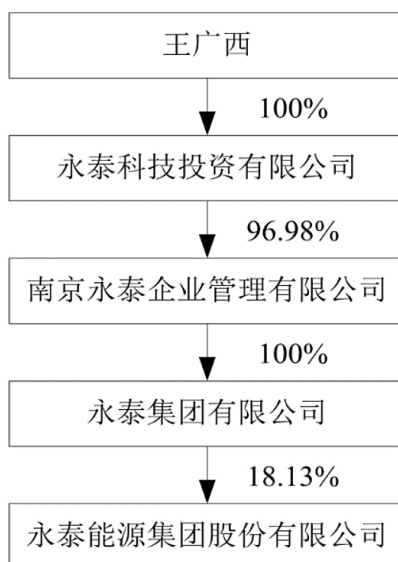 王广西
100%
永泰科技投资有限公司
96.98%
南京永泰企业管理有限公司
100%
永泰集团有限公司
18.13%
永泰能源集团股份有限公司